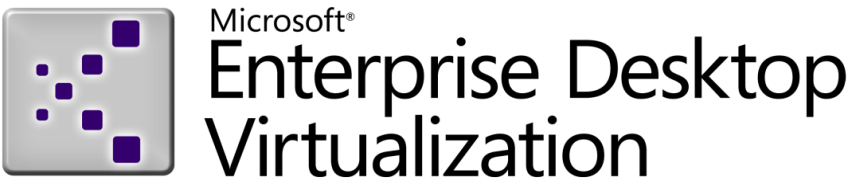 Microsoft®
Enterprise Desktop
Virtualization